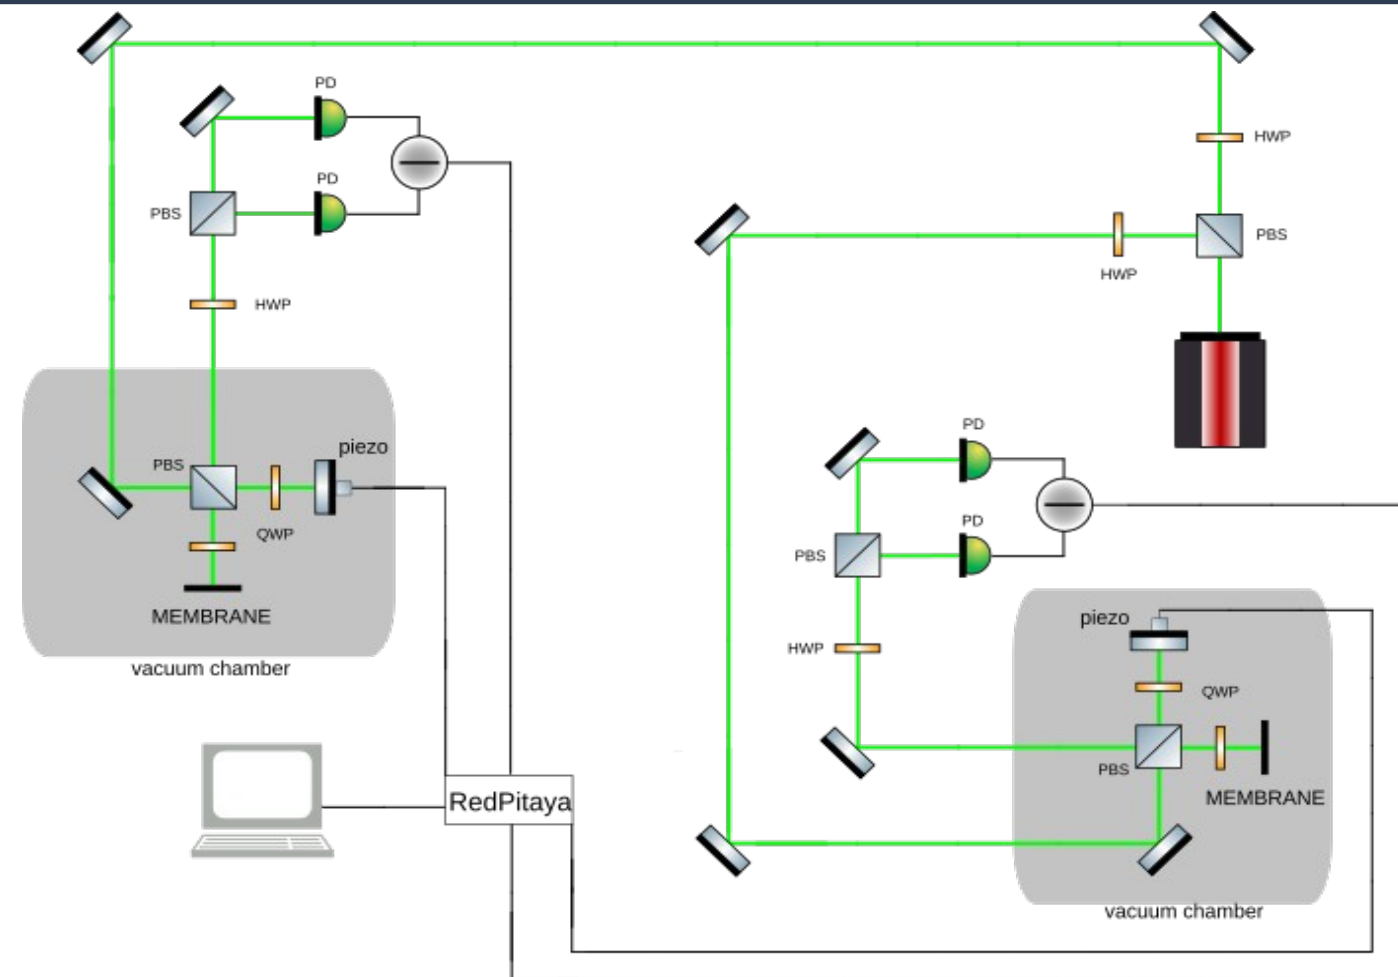 PD
HWP
PD
PBS
PBS
HWP
HWP
PD
piezo
PBS
PD
QWP
PBS
MEMBRANE
piezo
HWP
vacuum chamber
QWP
PBS
MEMBRANE
RedPitaya
vacuum chamber